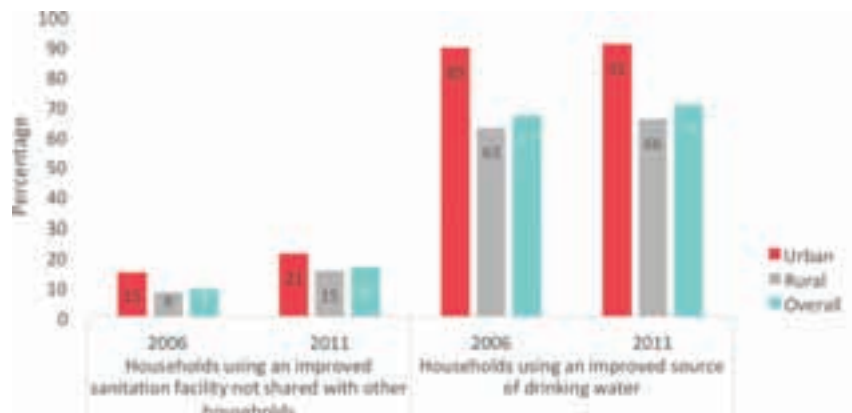 100
90
80
70
60
50
40
30
20
10
0
Percentage
15
8
21
15
63
66
2006
2011
2006
2011
Households using an improved
sanitation facility not shared with other
households
Households using an improved source
of drinking water
Urban
Rural
Overall